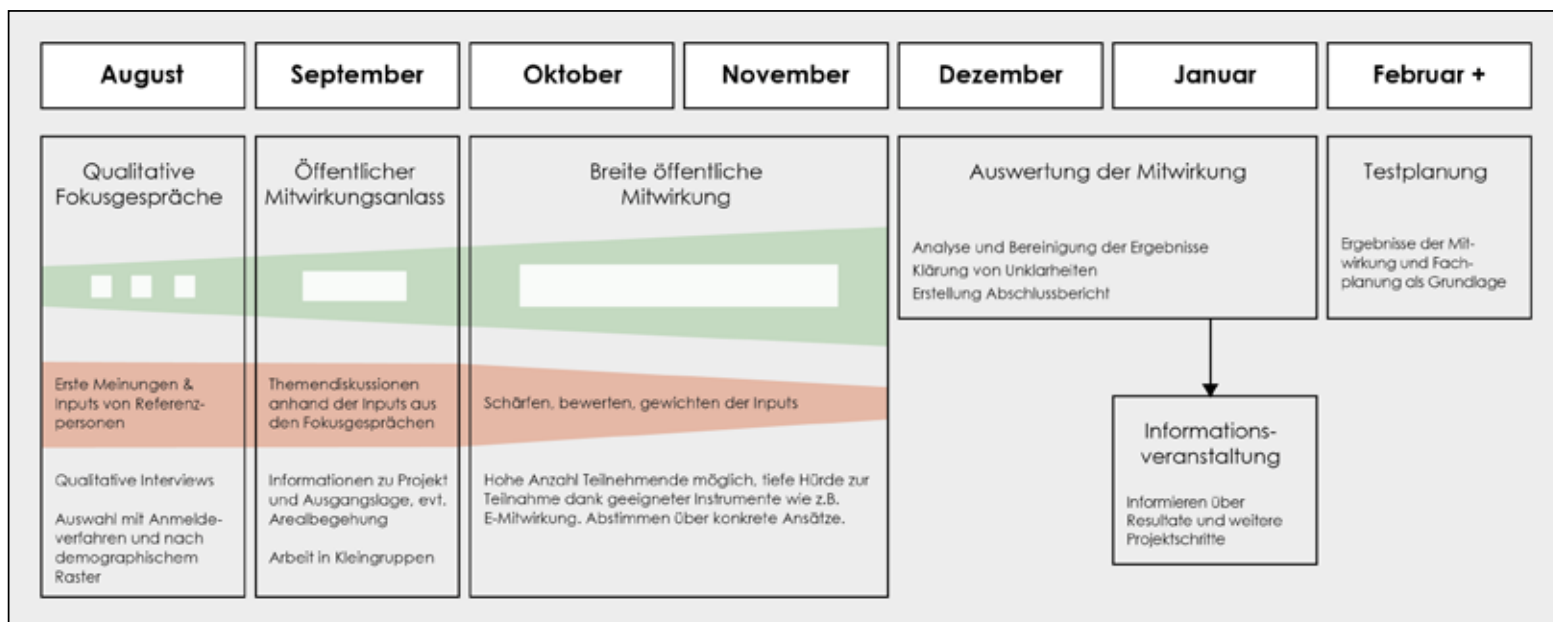 August
September
Oktober
November
Dezember
Januar
Februar +
Qualitative
Fokusgespräche
Erste Meinungen &
Inputs von Referenz-
personen
Qualitative Interviews
Auswahl mit Anmelde-
verfahren und nach
demographischem
Raster
Öffentlicher
Mitwirkungsanlass
Themendiskussionen
anhand der Inputs aus
den Fokusgesprächen
Informationen zu Projekt
und Ausgangslage, evt.
Arealbegehung
Arbeit in Kleingruppen
Breite öffentliche
Mitwirkung
Schärfen, bewerten, gewichten der Inputs
Hohe Anzahl Teilnehmende möglich, tiefe Hürde zur
Teilnahme dank geeigneter Instrumente wie z.B.
E-Mitwirkung. Abstimmen über konkrete Ansätze.
Auswertung der Mitwirkung
Analyse und Bereinigung der Ergebnisse
Klärung von Unklarheiten
Erstellung Abschlussbericht
Informations-
veranstaltung
Informieren über
Resultate und weitere
Projektschritte
Testplanung
Ergebnisse der Mit-
wirkung und Fach-
planung als Grundlage